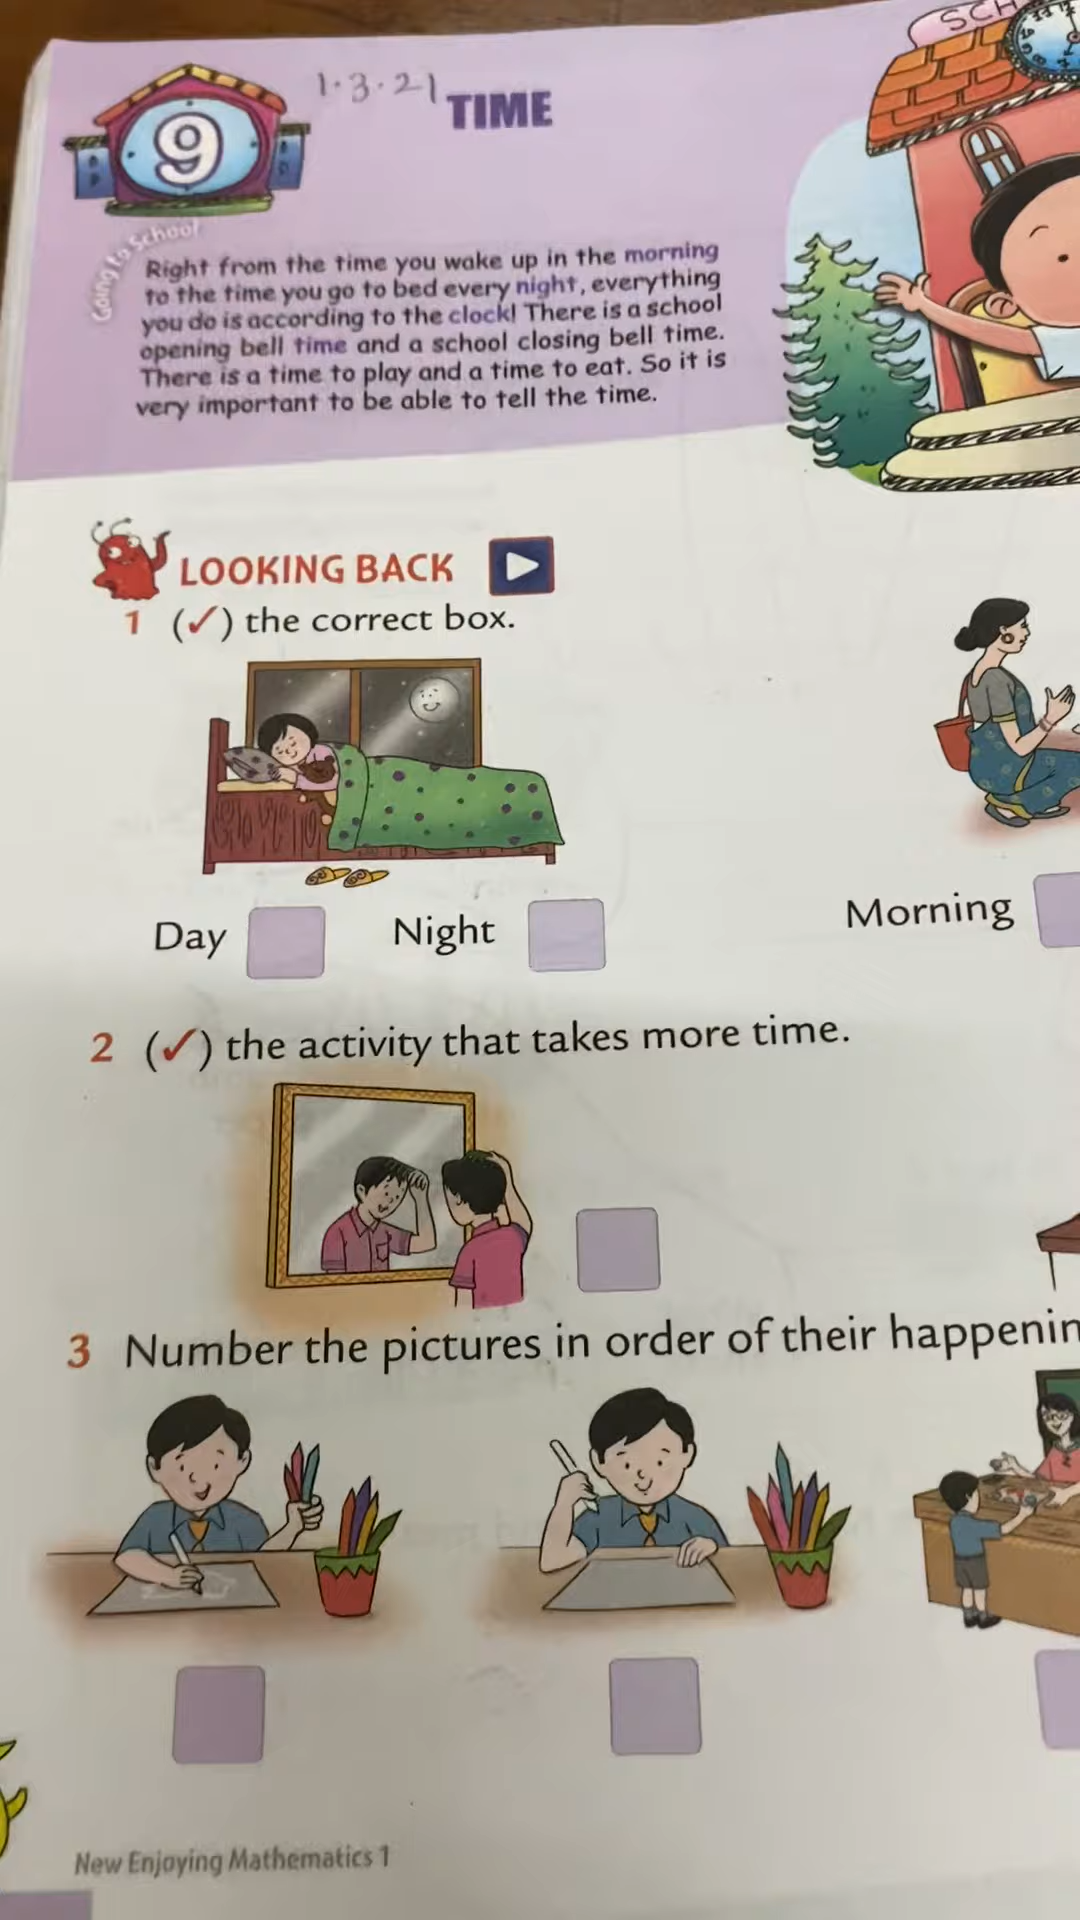 SCH
9
1.3.21
TIME
Going to School
Right from the time you wake up in the morning
to the time you go to bed every night, everything
you do is according to the clock! There is a school
opening bell time and a school closing bell time.
There is a time to play and a time to eat. So it is
very important to be able to tell the time.
LOOKING BACK
1 (✓) the correct box.
Day Night Morning
2 (✓) the activity that takes more time.
3 Number the pictures in order of their happenin
New Enjoying Mathematics 1